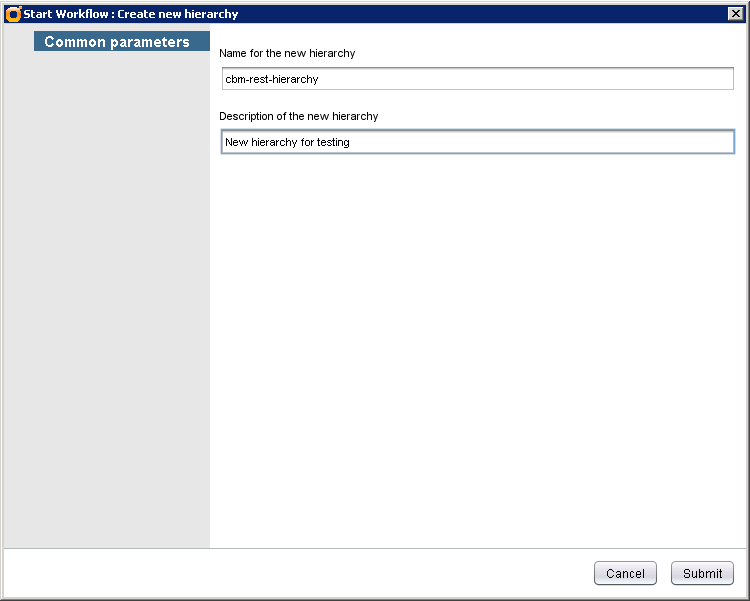 Start Workflow : Create new hierarchy
Common parameters
Name for the new hierarchy
cbm-rest-hierarchy
Description of the new hierarchy
New hierarchy for testing
Cancel
Submit